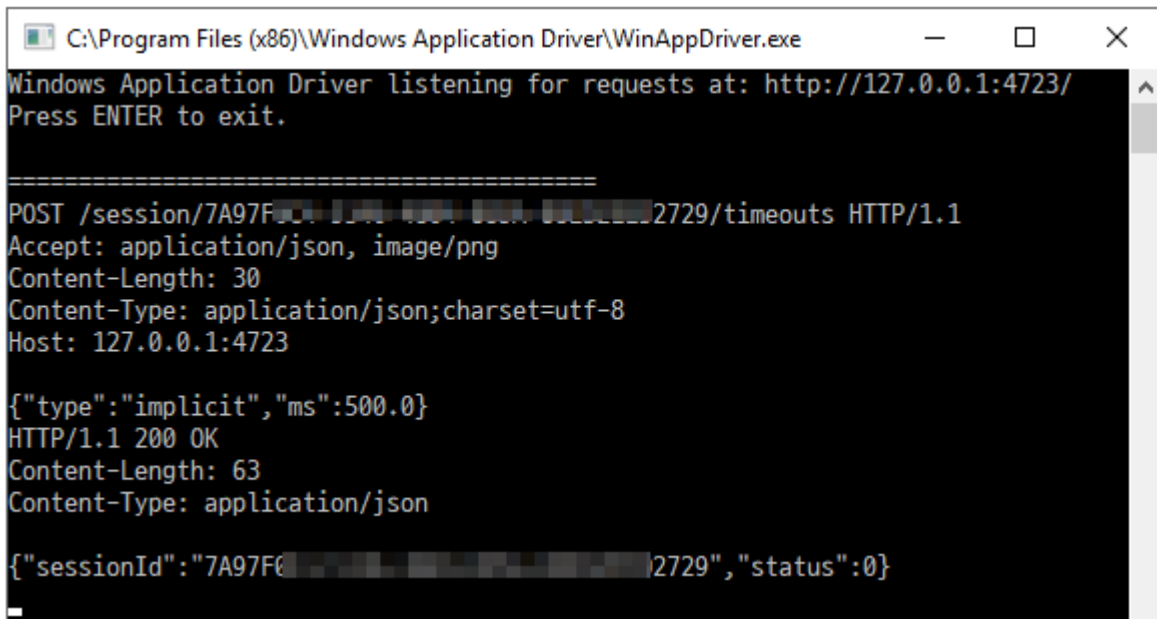 C:\Program Files (x86)\Windows Application Driver\WinAppDriver.exe
Windows Application Driver listening for requests at: http://127.0.0.1:4723/
Press ENTER to exit.
==========================================
POST /session/7A97F 2729/timeouts HTTP/1.1
Accept: application/json, image/png
Content-Length: 30
Content-Type: application/json;charset=utf-8
Host: 127.0.0.1:4723
{"type":"implicit","ms":500.0}
HTTP/1.1 200 OK
Content-Length: 63
Content-Type: application/json
{"sessionId":"7A97F 2729","status":0}